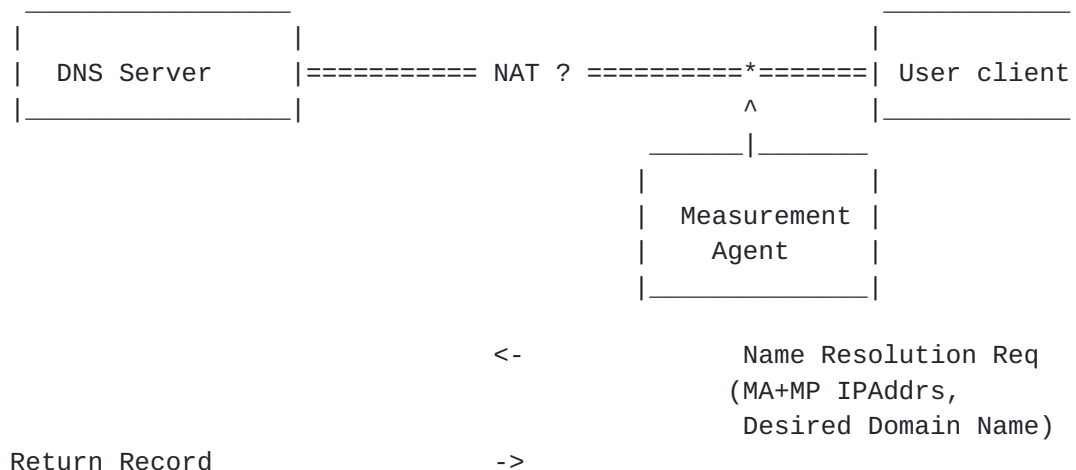 DNS Server =========== NAT ? ==========*======= User client
^
Measurement
Agent
<- Name Resolution Req
(MA+MP IPAddrs,
Desired Domain Name)
Return Record ->